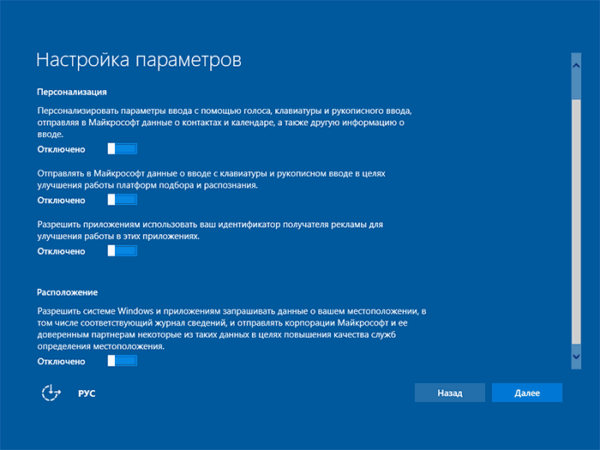 Настройка параметров
Персонализация
Персонализировать параметры ввода с помощью голоса, клавиатуры и рукописного ввода,
отправляя в Майкрософт данные о контактах и календаре, а также другую информацию о
вводе.
Отключено
Отправлять в Майкрософт данные о вводе с клавиатуры и рукописном вводе в целях
улучшения работы платформ подбора и распознания.
Отключено
Разрешить приложениям использовать ваш идентификатор получателя рекламы для
улучшения работы в этих приложениях.
Отключено
Расположение
Разрешить системе Windows и приложениям запрашивать данные о вашем местоположении, в
том числе соответствующий журнал сведений, и отправлять корпорации Майкрософт и ее
доверенным партнерам некоторые из таких данных в целях повышения качества служб
определения местоположения.
Отключено
РУС
Назад
Далее